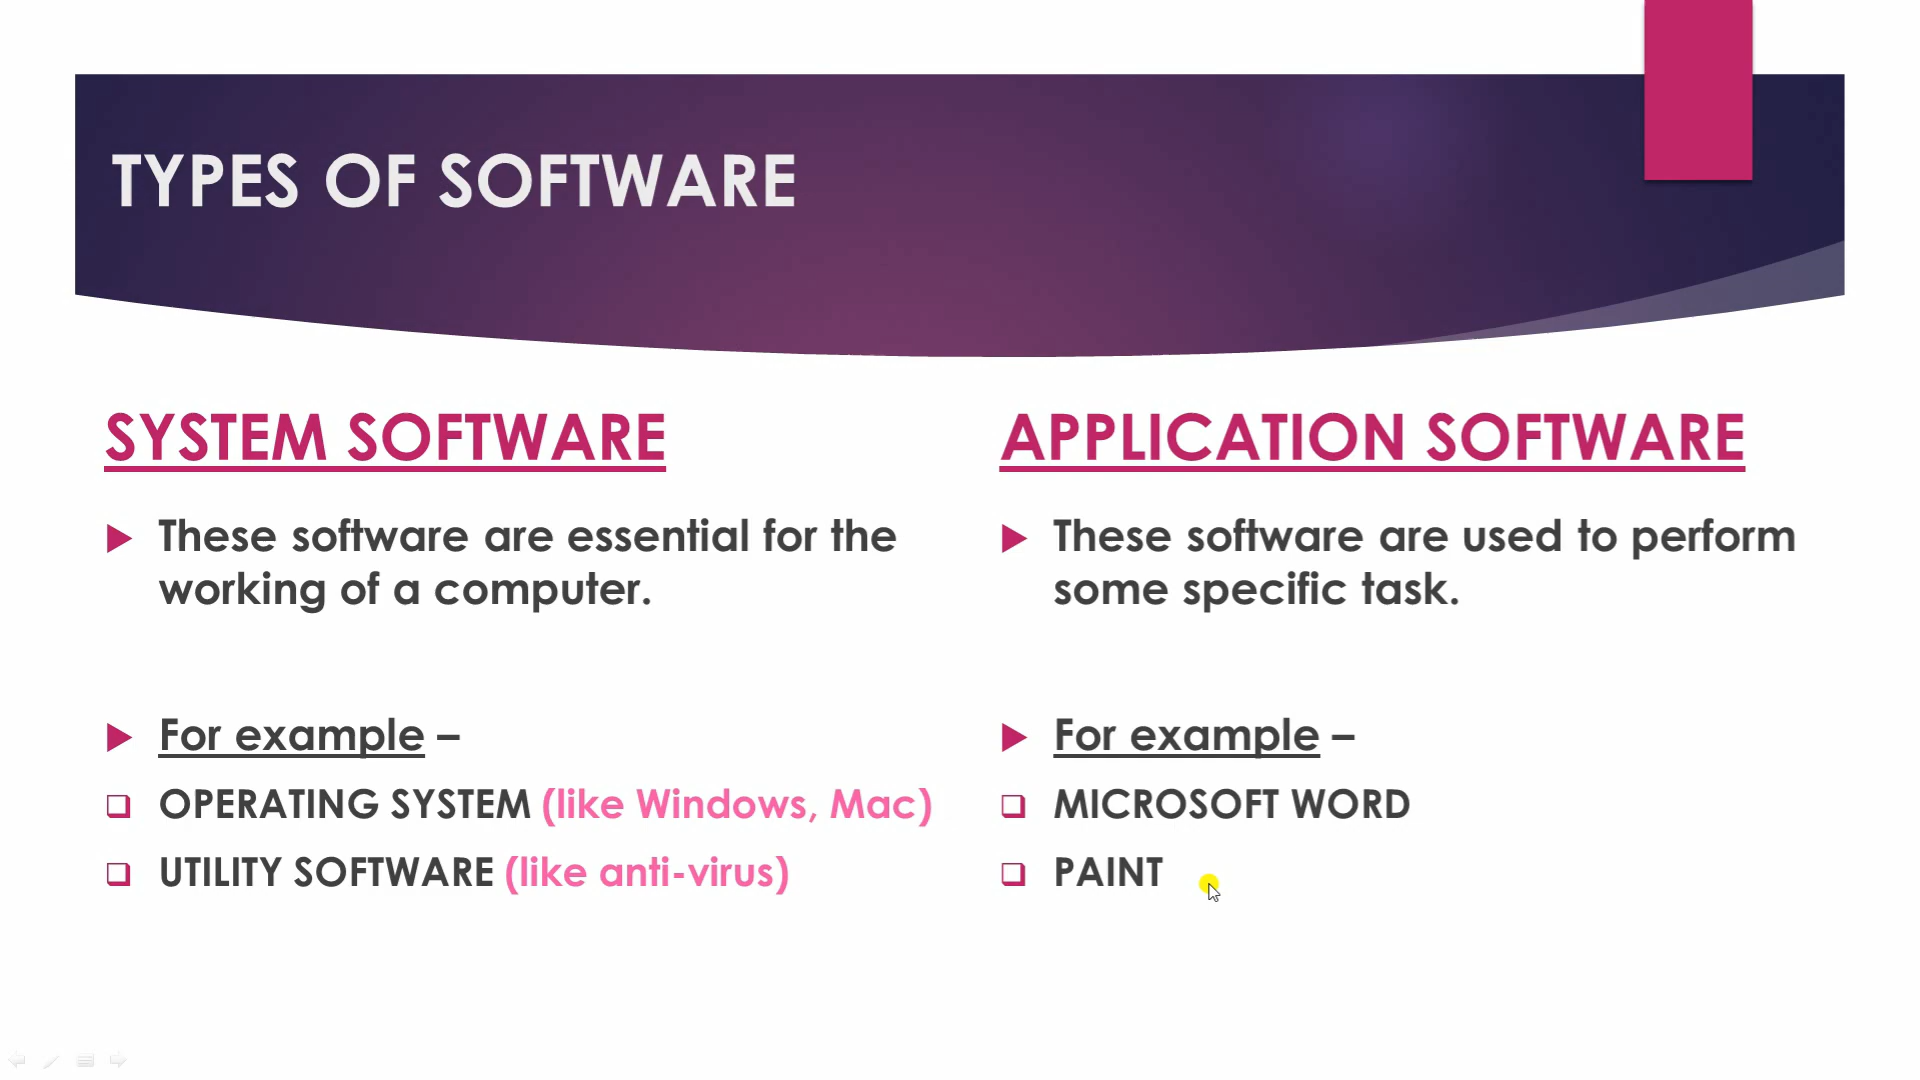 TYPES OF SOFTWARE
SYSTEM SOFTWARE
These software are essential for the
working of a computer.
For example –
OPERATING SYSTEM (like Windows, Mac)
UTILITY SOFTWARE (like anti-virus)
APPLICATION SOFTWARE
These software are used to perform
some specific task.
For example –
MICROSOFT WORD
PAINT